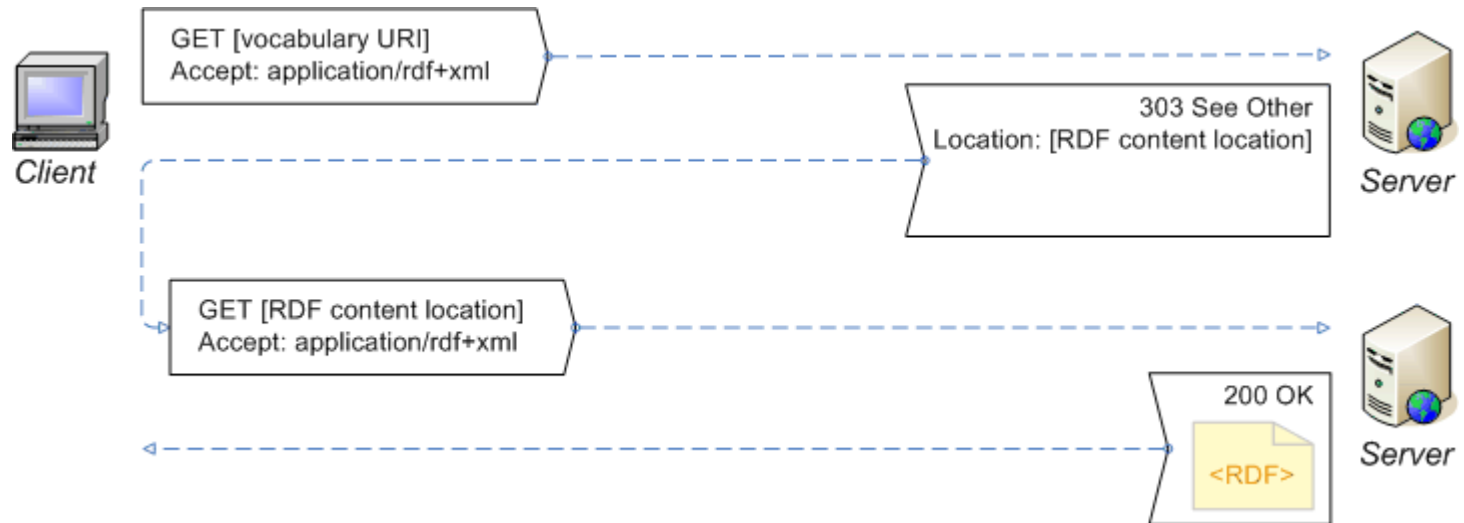 GET [vocabulary URI]
Accept: application/rdf+xml
Client
303 See Other
Location: [RDF content location]
Server
GET [RDF content location]
Accept: application/rdf+xml
200 OK
<RDF>
Server